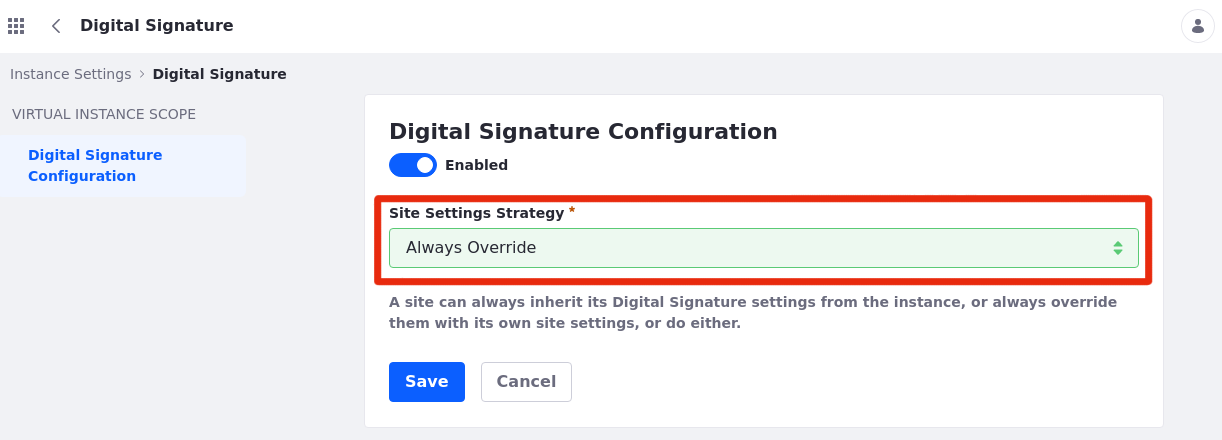 Digital Signature
Instance Settings > Digital Signature
VIRTUAL INSTANCE SCOPE
Digital Signature
Configuration
Digital Signature Configuration
Enabled
Site Settings Strategy *
Always Override
A site can always inherit its Digital Signature settings from the instance, or always override
them with its own site settings, or do either.
Save Cancel